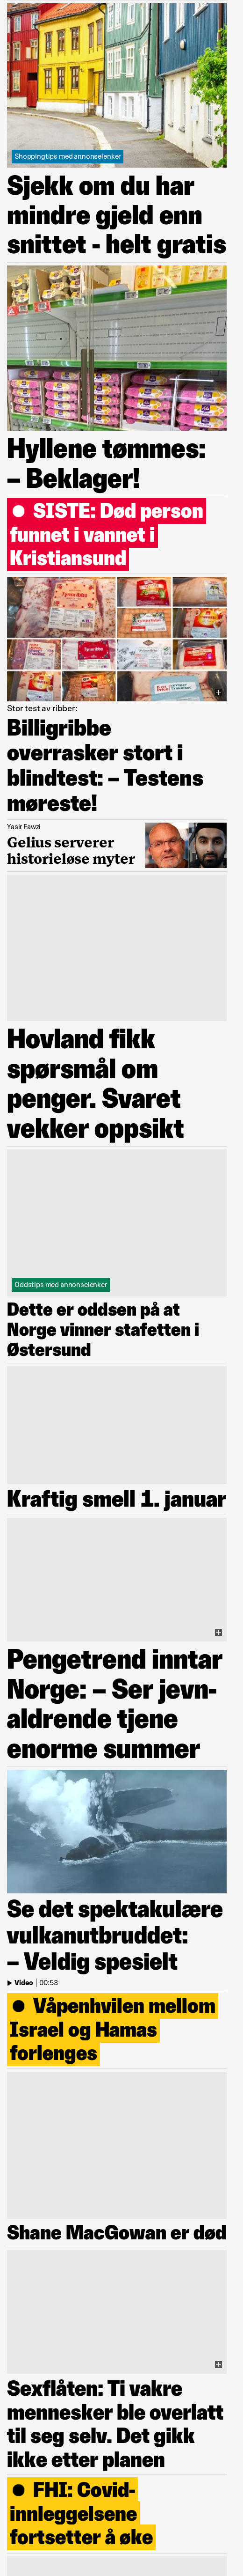 Shoppingtips med annonselenker
Sjekk om du har
mindre gjeld enn
snittet - helt gratis
Hyllene tømmes:
– Beklager!
SISTE: Død person
funnet i vannet i
Kristiansund
Stor test av ribber:
Billigribbe
overrasker stort i
blindtest: – Testens
møreste!
Yasir Fawzi
Gelius serverer
historieløse myter
Hovland fikk
spørsmål om
penger. Svaret
vekker oppsikt
Oddstips med annonselenker
Dette er oddsen på at
Norge vinner stafetten i
Østersund
Kraftig smell 1. januar
Pengetrend inntar
Norge: – Ser jevn-
aldrende tjene
enorme summer
Se det spektakulære
vulkanutbruddet:
– Veldig spesielt
Video | 00:53
Våpenhvilen mellom
Israel og Hamas
forlenges
Shane MacGowan er død
Sexflåten: Ti vakre
mennesker ble overlatt
til seg selv. Det gikk
ikke etter planen
FHI: Covid-
innleggelsene
fortsetter å øke